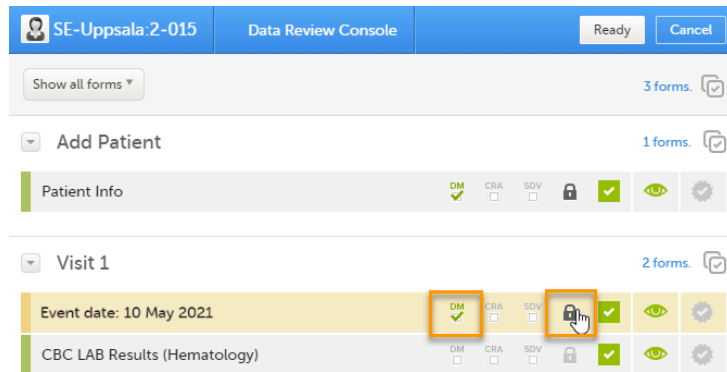 SE-Uppsala:2-015 Data Review Console Ready Cancel
Show all forms 3 forms.
Add Patient 1 forms.
Patient Info DM CRA SDV
Visit 1 2 forms.
Event date: 10 May 2021 DM CRA SDV
CBC LAB Results (Hematology) DM CRA SDV